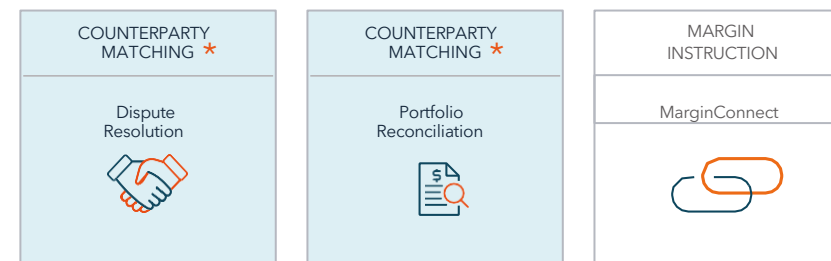 COUNTERPARTY
MATCHING *
Dispute
Resolution
COUNTERPARTY
MATCHING *
Portfolio
Reconciliation
$
MARGIN
INSTRUCTION
MarginConnect